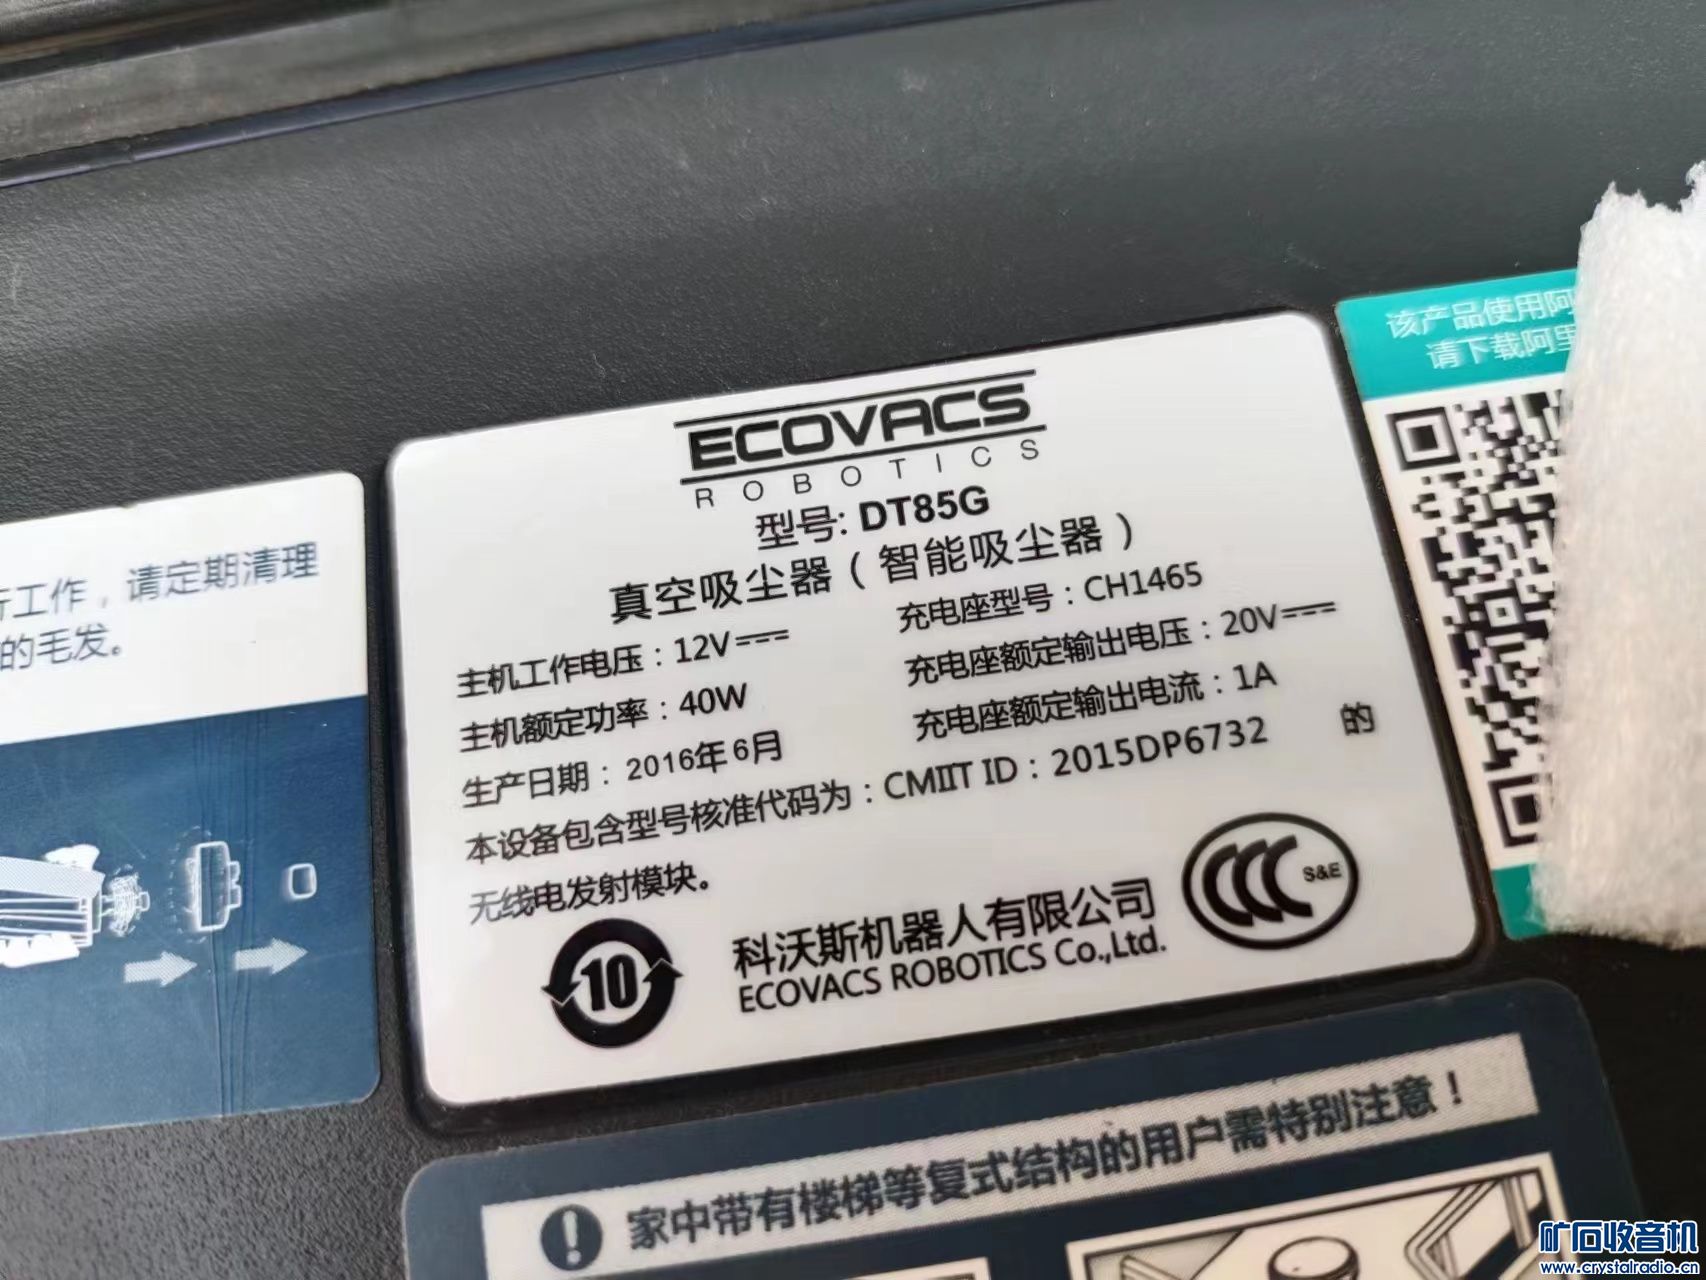 ECOVACS
ROBOTICS
型号: DT85G
真空吸尘器（智能吸尘器）
主机工作电压：12V
充电座型号：CH1465
主机额定功率：40W
充电座额定输出电压：20V
生产日期：2016年6月
充电座额定输出电流：1A
本设备包含型号核准代码为：CMIIT ID：2015DP6732 的
无线电发射模块。
10
科沃斯机器人有限公司
ECOVACS ROBOTICS Co.,Ltd.
CCC S&E
工作，请定期清理
的毛发。
该产品使用阿
请下载阿里
家中带有楼梯等复式结构的用户需特别注意！
矿石收音机
www.crystalradio.cn